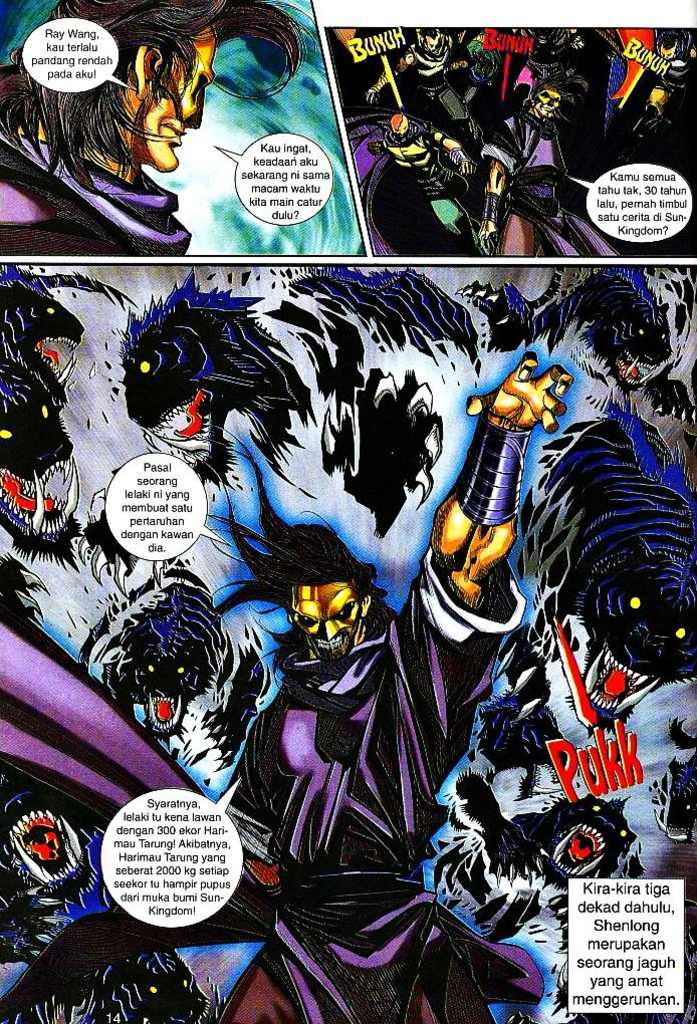 Ray Wang,
kau terlalu
pandang rendah
pada aku!
Kau ingat,
keadaan aku
sekarang ni sama
macam waktu
kita main catur
dulu?
BUNUH
BUNUH
BUNUH
Kamu semua
tahu tak, 30 tahun
lalu, pernah timbul
satu cerita di Sun-
Kingdom?
Pasal
seorang
lelaki ni yang
membuat satu
pertaruhan
dengan kawan
dia.
PUKK
Syaratnya,
lelaki tu kena lawan
dengan 300 ekor Hari-
mau Tarung! Akibatnya,
Harimau Tarung yang
seberat 2000 kg setiap
seekor tu hampir pupus
dari muka bumi Sun-
Kingdom!
Kira-kira tiga
dekad dahulu,
Shenlong
merupakan
seorang jaguh
yang amat
menggerunkan.
14